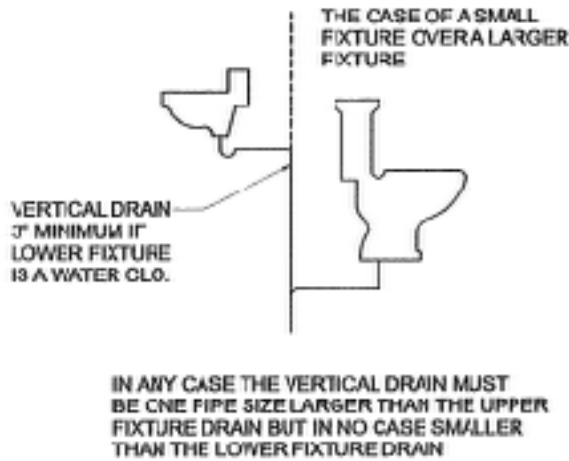 THE CASE OF A SMALL
FIXTURE OVER A LARGER
FIXTURE
VERTICAL DRAIN
3" MINIMUM IF
LOWER FIXTURE
IS A WATER CLO.
IN ANY CASE THE VERTICAL DRAIN MUST
BE ONE PIPE SIZE LARGER THAN THE UPPER
FIXTURE DRAIN BUT IN NO CASE SMALLER
THAN THE LOWER FIXTURE DRAIN